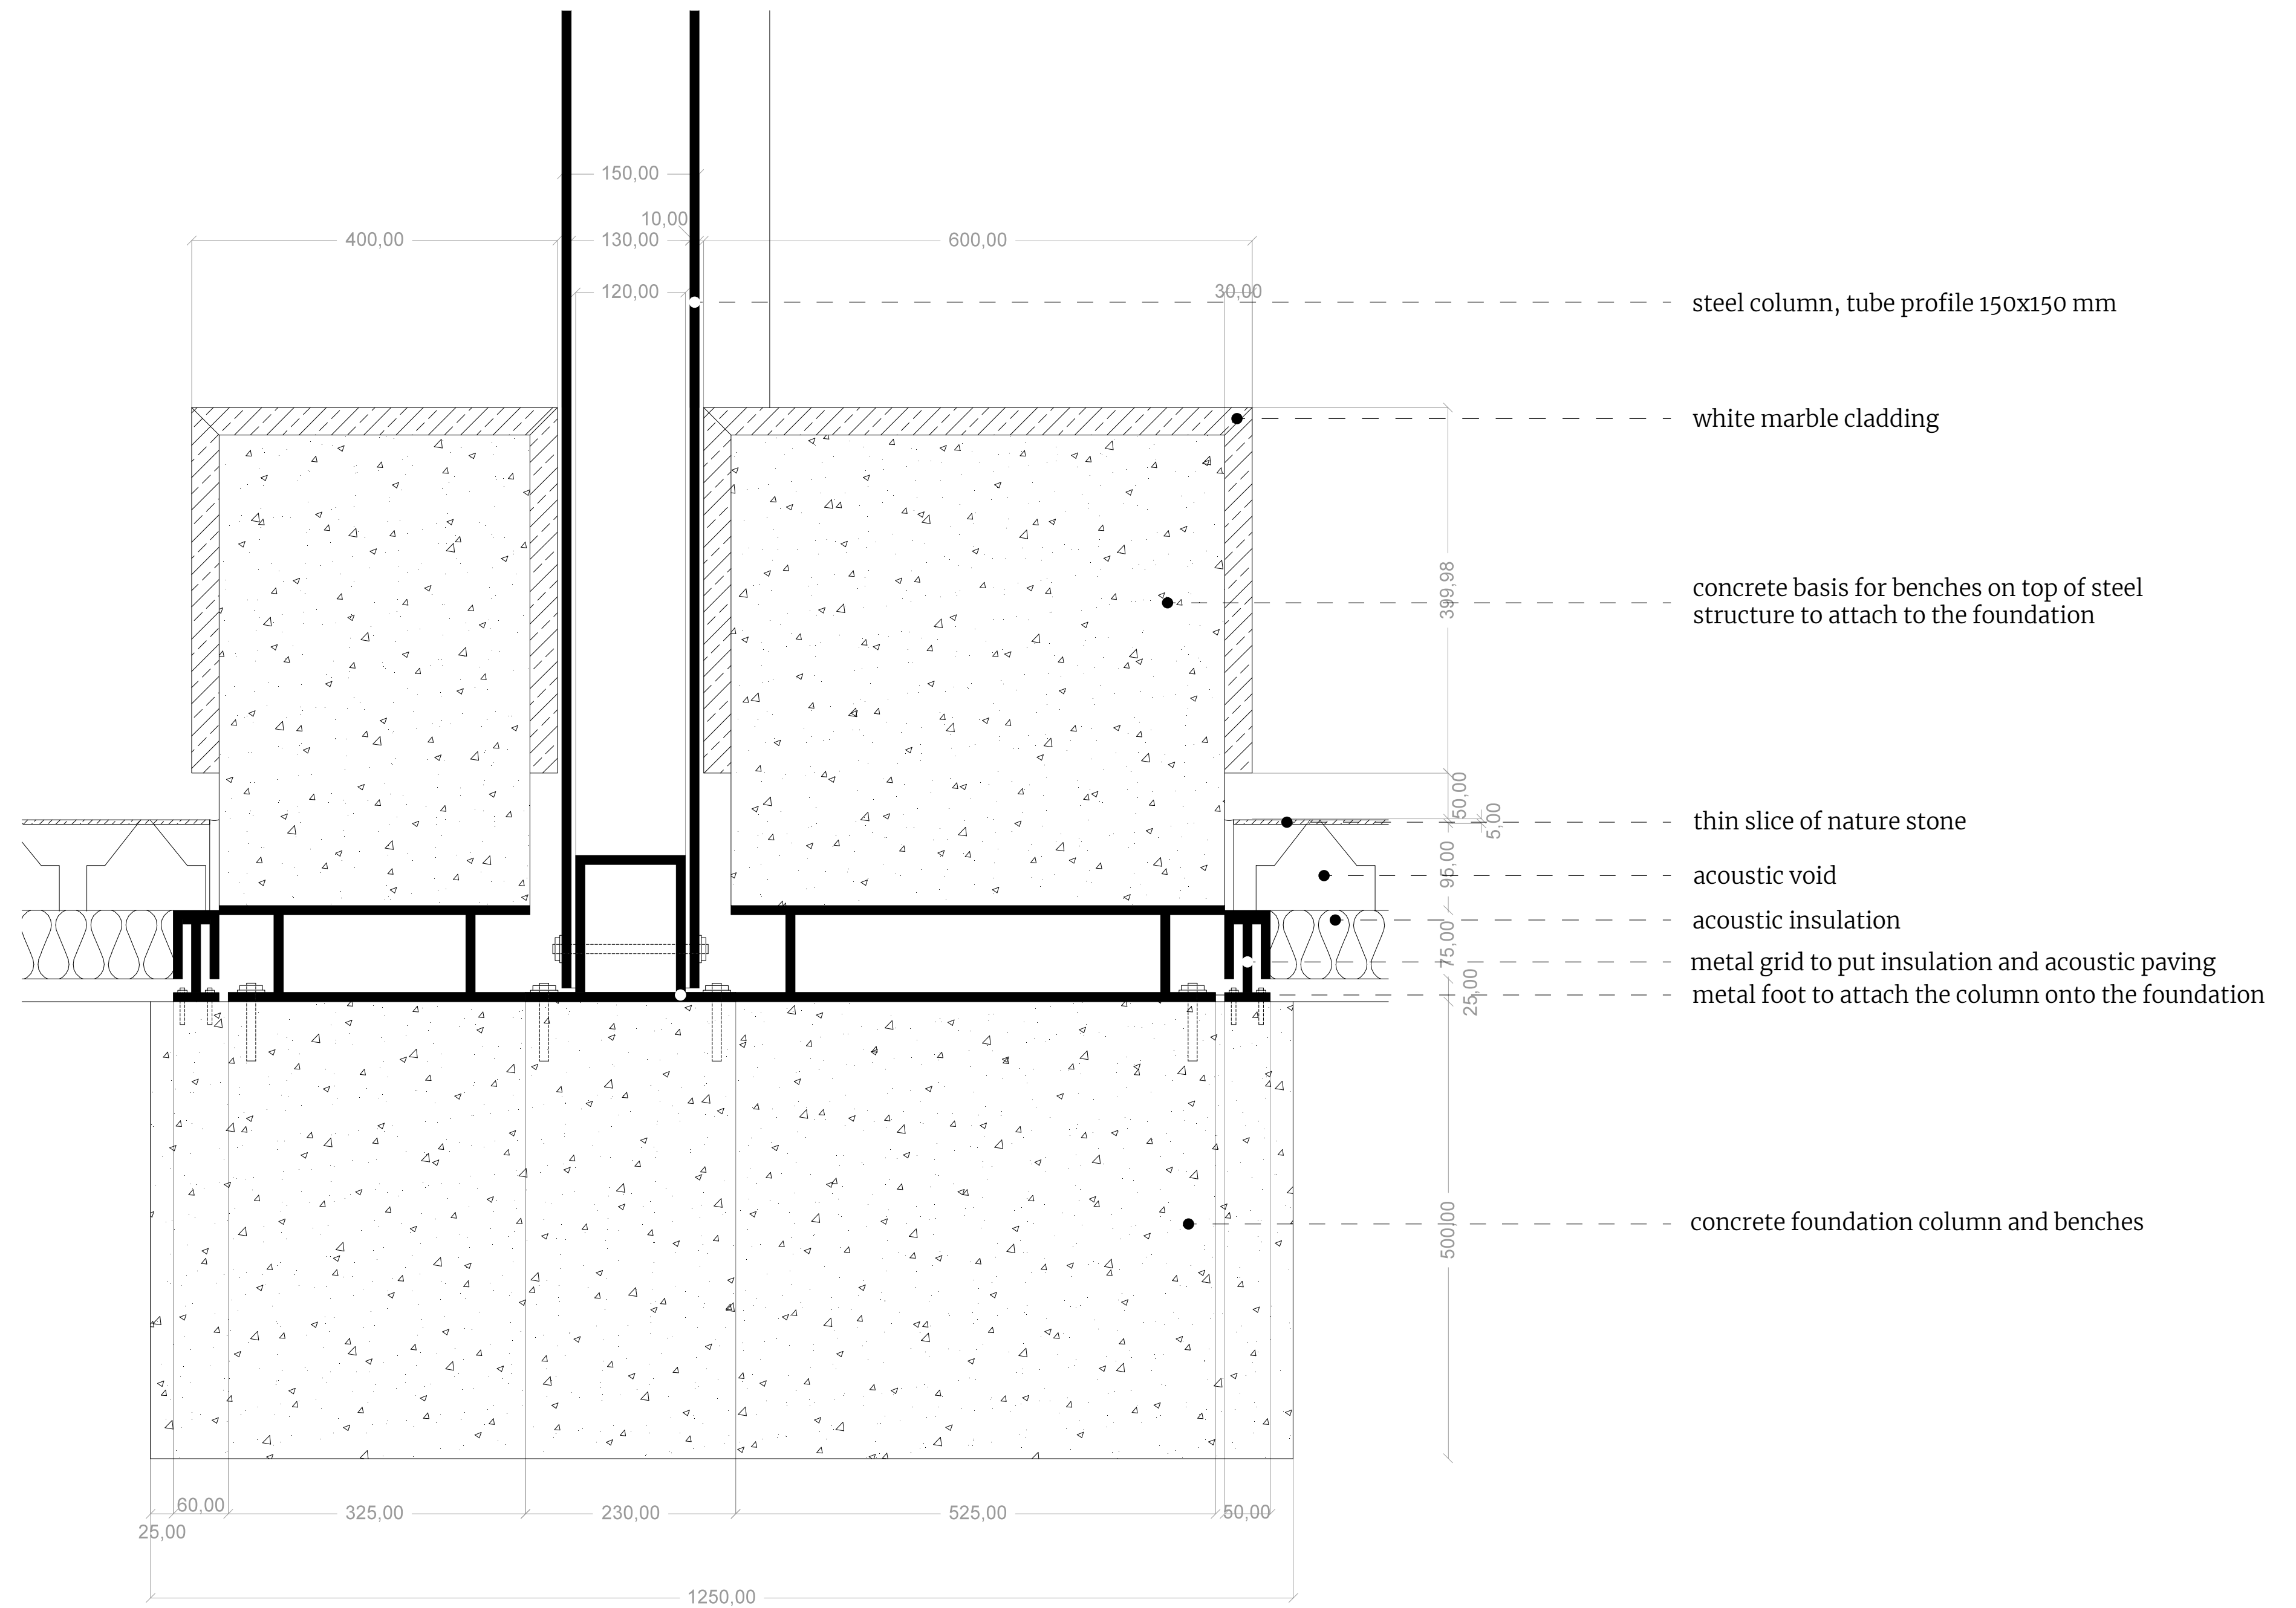 150,00
10,00
400,00
130,00
600,00
120,00
30,00
steel column, tube profile 150x150 mm
white marble cladding
399,98
concrete basis for benches on top of steel
structure to attach to the foundation
50,00
5,00
thin slice of nature stone
95,00
acoustic void
acoustic insulation
75,00
metal grid to put insulation and acoustic paving
25,00
metal foot to attach the column onto the foundation
500,00
concrete foundation column and benches
60,00
325,00
230,00
525,00
50,00
25,00
1250,00